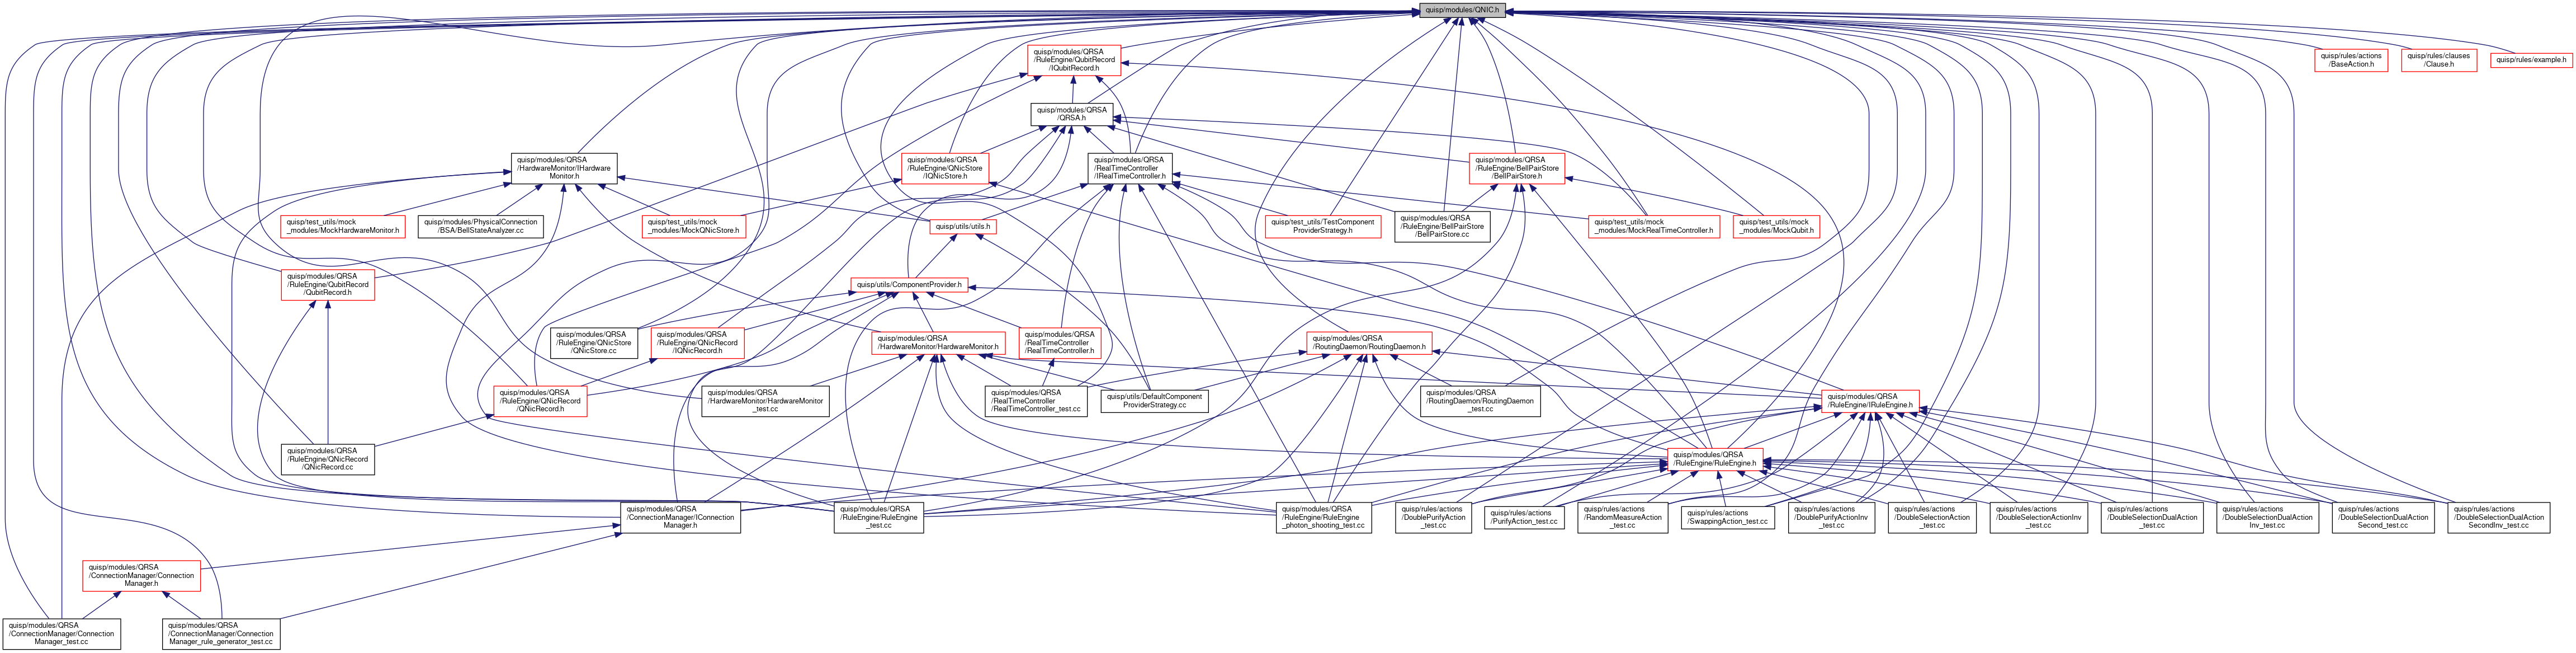 quisp/modules/QNIC.h
quisp/modules/QRSA
/RuleEngine/QubitRecord
/IQubitRecord.h
quisp/rules/actions
/BaseAction.h
quisp/rules/clauses
/Clause.h
quisp/rules/example.h
quisp/modules/QRSA
/QRSA.h
quisp/modules/QRSA
/HardwareMonitor/IHardware
Monitor.h
quisp/modules/QRSA
/RuleEngine/QNicStore
/IQNicStore.h
quisp/modules/QRSA
/RealTimeController
/IRealTimeController.h
quisp/modules/QRSA
/RuleEngine/BellPairStore
/BellPairStore.h
quisp/test_utils/mock
_modules/MockHardwareMonitor.h
quisp/modules/PhysicalConnection
/BSA/BellStateAnalyzer.cc
quisp/test_utils/mock
_modules/MockQNicStore.h
quisp/utils/utils.h
quisp/test_utils/TestComponent
ProviderStrategy.h
quisp/modules/QRSA
/RuleEngine/BellPairStore
/BellPairStore.cc
quisp/test_utils/mock
_modules/MockRealTimeController.h
quisp/test_utils/mock
_modules/MockQubit.h
quisp/modules/QRSA
/RuleEngine/QubitRecord
/QubitRecord.h
quisp/utils/ComponentProvider.h
quisp/modules/QRSA
/RuleEngine/QNicStore
/QNicStore.cc
quisp/modules/QRSA
/RuleEngine/QNicRecord
/IQNicRecord.h
quisp/modules/QRSA
/HardwareMonitor/HardwareMonitor.h
quisp/modules/QRSA
/RealTimeController
/RealTimeController.h
quisp/modules/QRSA
/RoutingDaemon/RoutingDaemon.h
quisp/modules/QRSA
/RuleEngine/QNicRecord
/QNicRecord.h
quisp/modules/QRSA
/HardwareMonitor/HardwareMonitor
_test.cc
quisp/modules/QRSA
/RealTimeController
/RealTimeController_test.cc
quisp/utils/DefaultComponent
ProviderStrategy.cc
quisp/modules/QRSA
/RoutingDaemon/RoutingDaemon
_test.cc
quisp/modules/QRSA
/RuleEngine/IRuleEngine.h
quisp/modules/QRSA
/RuleEngine/QNicRecord
/QNicRecord.cc
quisp/modules/QRSA
/RuleEngine/RuleEngine.h
quisp/modules/QRSA
/ConnectionManager/IConnection
Manager.h
quisp/modules/QRSA
/RuleEngine/RuleEngine
_test.cc
quisp/modules/QRSA
/RuleEngine/RuleEngine
_photon_shooting_test.cc
quisp/rules/actions
/DoublePurifyAction
_test.cc
quisp/rules/actions
/PurifyAction_test.cc
quisp/rules/actions
/RandomMeasureAction
_test.cc
quisp/rules/actions
/SwappingAction_test.cc
quisp/rules/actions
/DoublePurifyActionInv
_test.cc
quisp/rules/actions
/DoubleSelectionAction
_test.cc
quisp/rules/actions
/DoubleSelectionActionInv
_test.cc
quisp/rules/actions
/DoubleSelectionDualAction
_test.cc
quisp/rules/actions
/DoubleSelectionDualAction
Inv_test.cc
quisp/rules/actions
/DoubleSelectionDualAction
Second_test.cc
quisp/rules/actions
/DoubleSelectionDualAction
SecondInv_test.cc
quisp/modules/QRSA
/ConnectionManager/Connection
Manager.h
quisp/modules/QRSA
/ConnectionManager/Connection
Manager_test.cc
quisp/modules/QRSA
/ConnectionManager/Connection
Manager_rule_generator_test.cc